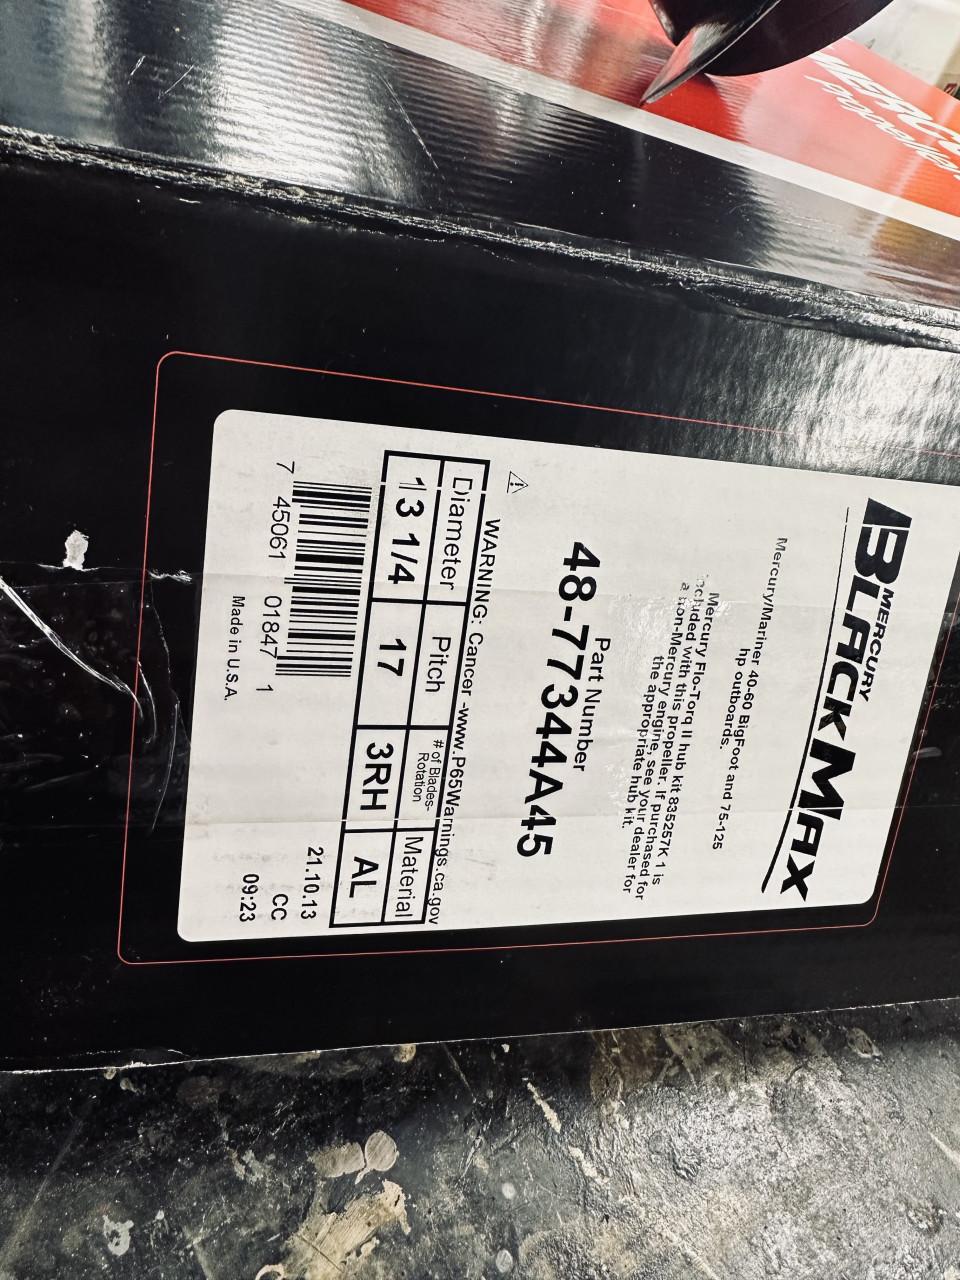 MERCURY
BLACK MAX
Mercury/Mariner 40-60 BigFoot and 75-125
hp outboards.
Mercury Flo-Torq II hub kit 835257K 1 is
included with this propeller. If purchased for
a non-Mercury engine, see your dealer for
the appropriate hub kit.
Part Number
48-77344A45
WARNING: Cancer -www.P65Warnings.ca.gov
Diameter Pitch # of Blades- Material
Rotation
13 1/4 17 3RH AL
7 45061 01847 1
21.10.13
CC
09:23
Made in U.S.A.